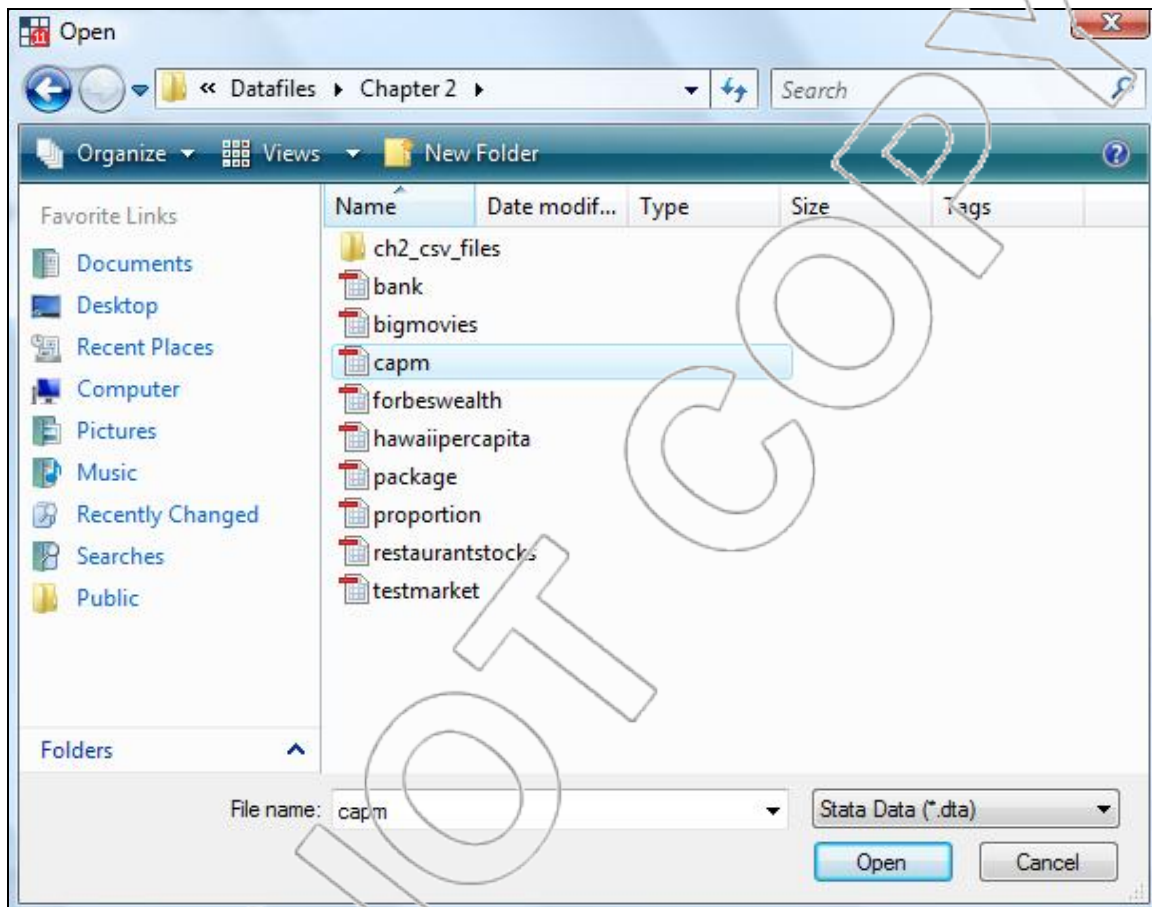 Open
« Datafiles ▸ Chapter 2 ▸ Search
Organize Views New Folder
Favorite Links
Documents
Desktop
Recent Places
Computer
Pictures
Music
Recently Changed
Searches
Public
Folders
Name Date modif... Type Size Tags
ch2_csv_files
bank
bigmovies
capm
forbeswealth
hawaiipercapita
package
proportion
restaurantstocks
testmarket
File name: capm Stata Data (*.dta)
Open Cancel
OT COPY